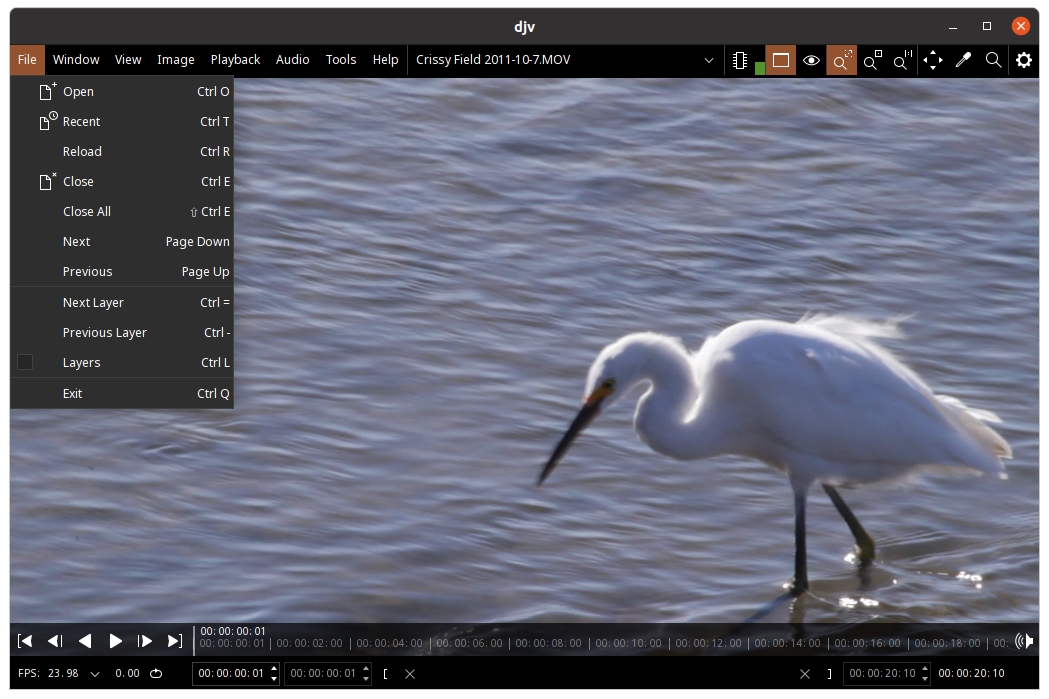 djv
File Window View Image Playback Audio Tools Help Crissy Field 2011-10-7.MOV
Open Ctrl O
Recent Ctrl T
Reload Ctrl R
Close Ctrl E
Close All ⇧ Ctrl E
Next Page Down
Previous Page Up
Next Layer Ctrl =
Previous Layer Ctrl -
Layers Ctrl L
Exit Ctrl Q
00:00:00:01
00:00:00:01 00:00:02:00 00:00:04:00 00:00:06:00 00:00:08:00 00:00:10:00 00:00:12:00 00:00:14:00 00:00:16:00 00:00:18:00 00:
FPS: 23.98 0.00 00:00:00:01 00:00:00:01 [ ] 00:00:20:10 00:00:20:10